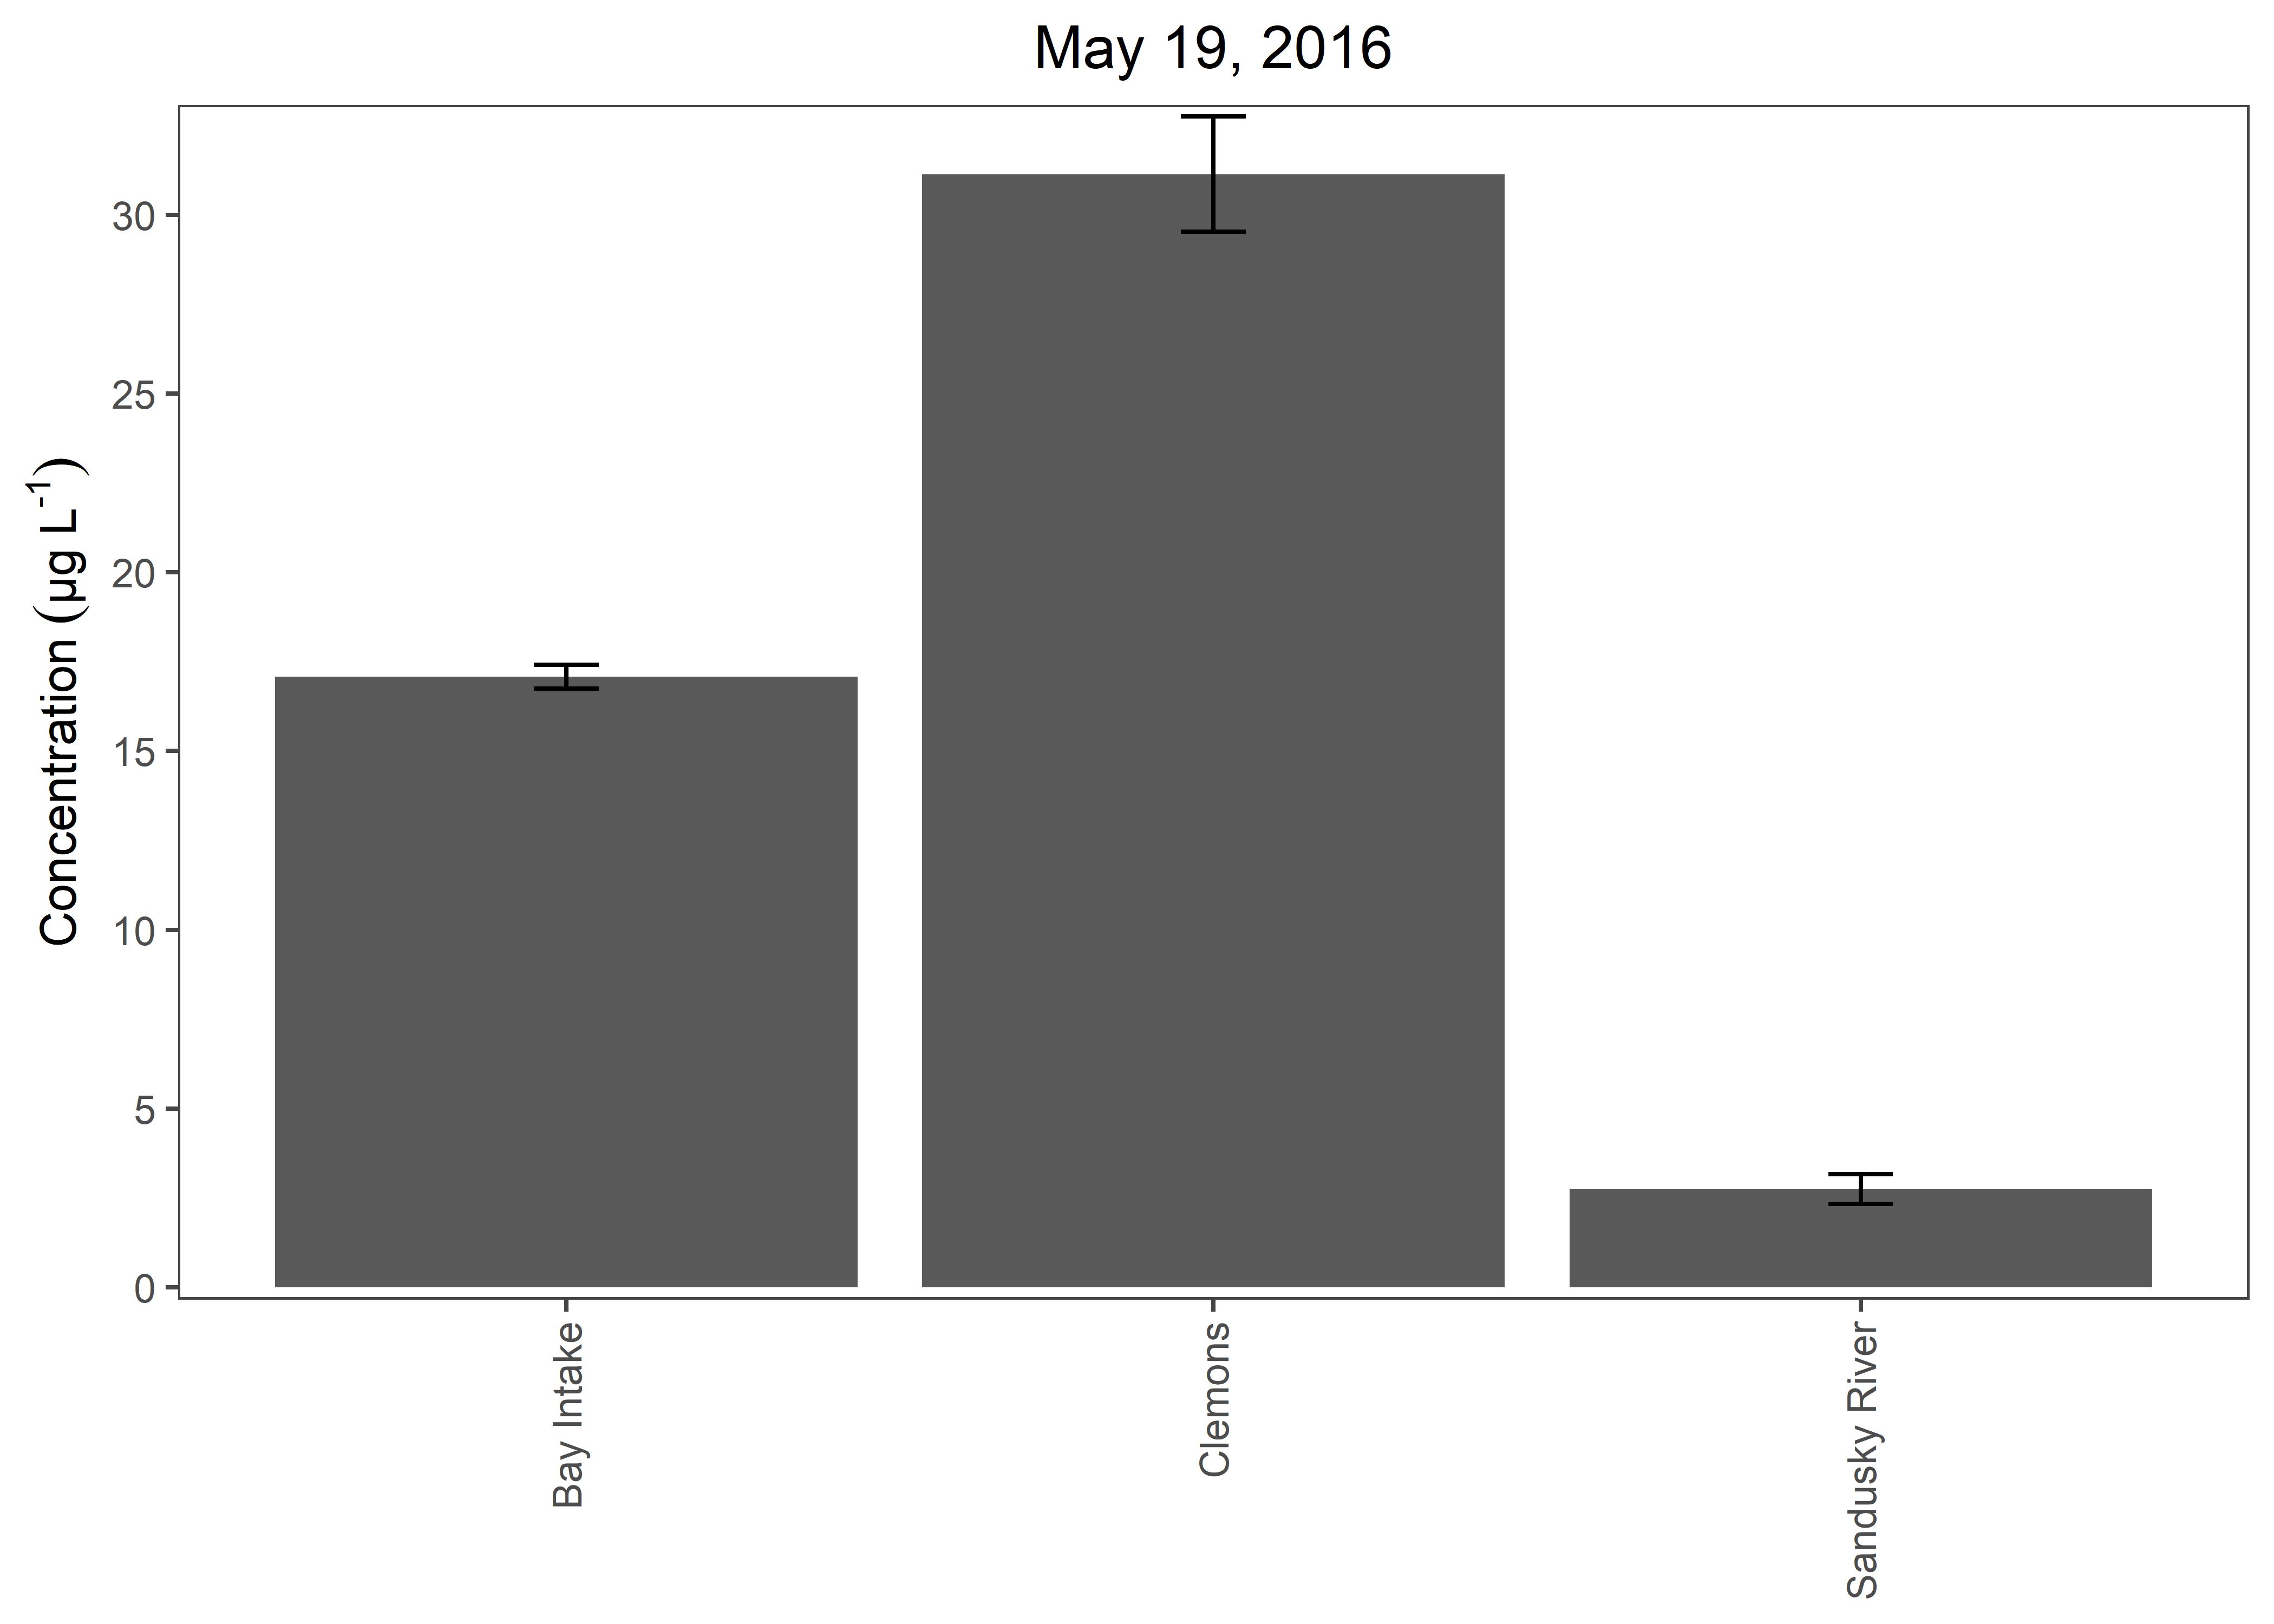 May 19, 2016
Concentration (µg L⁻¹)
30
25
20
15
10
5
0
Bay Intake
Clemons
Sandusky River